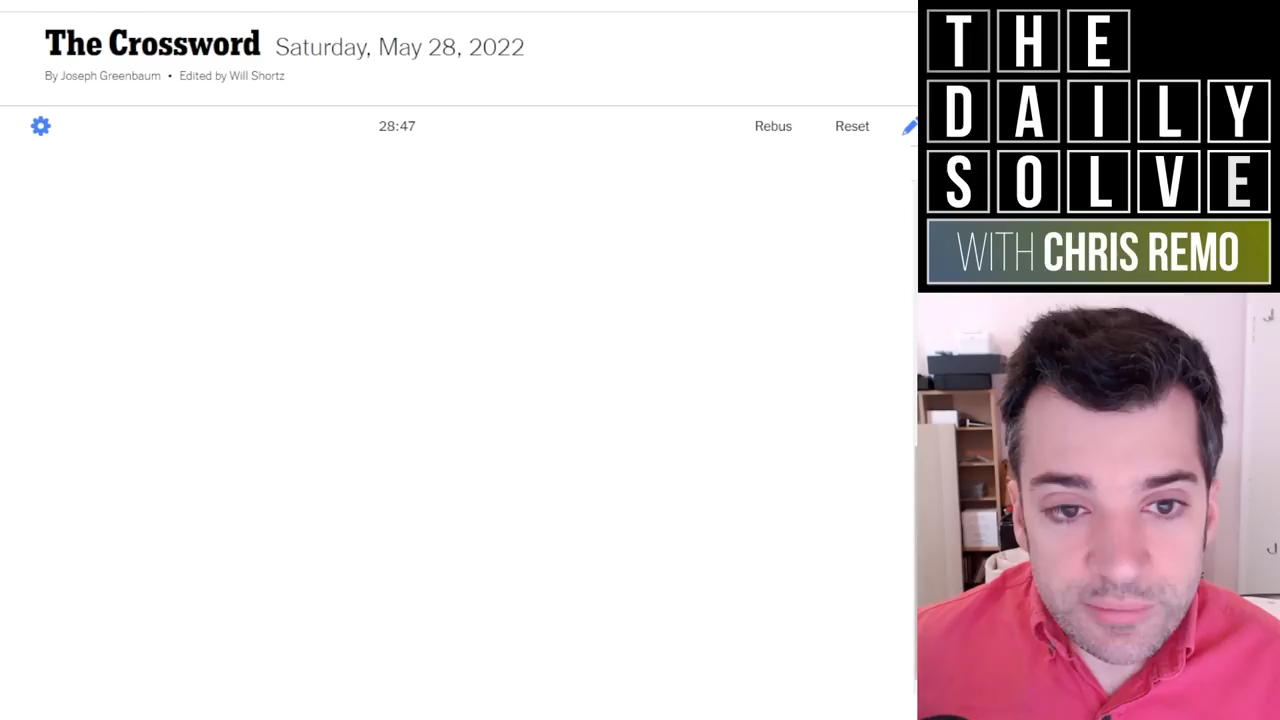 The Crossword Saturday, May 28, 2022
By Joseph Greenbaum • Edited by Will Shortz
28:47 Rebus Reset
THE
DAILY
SOLVE
WITH CHRIS REMO